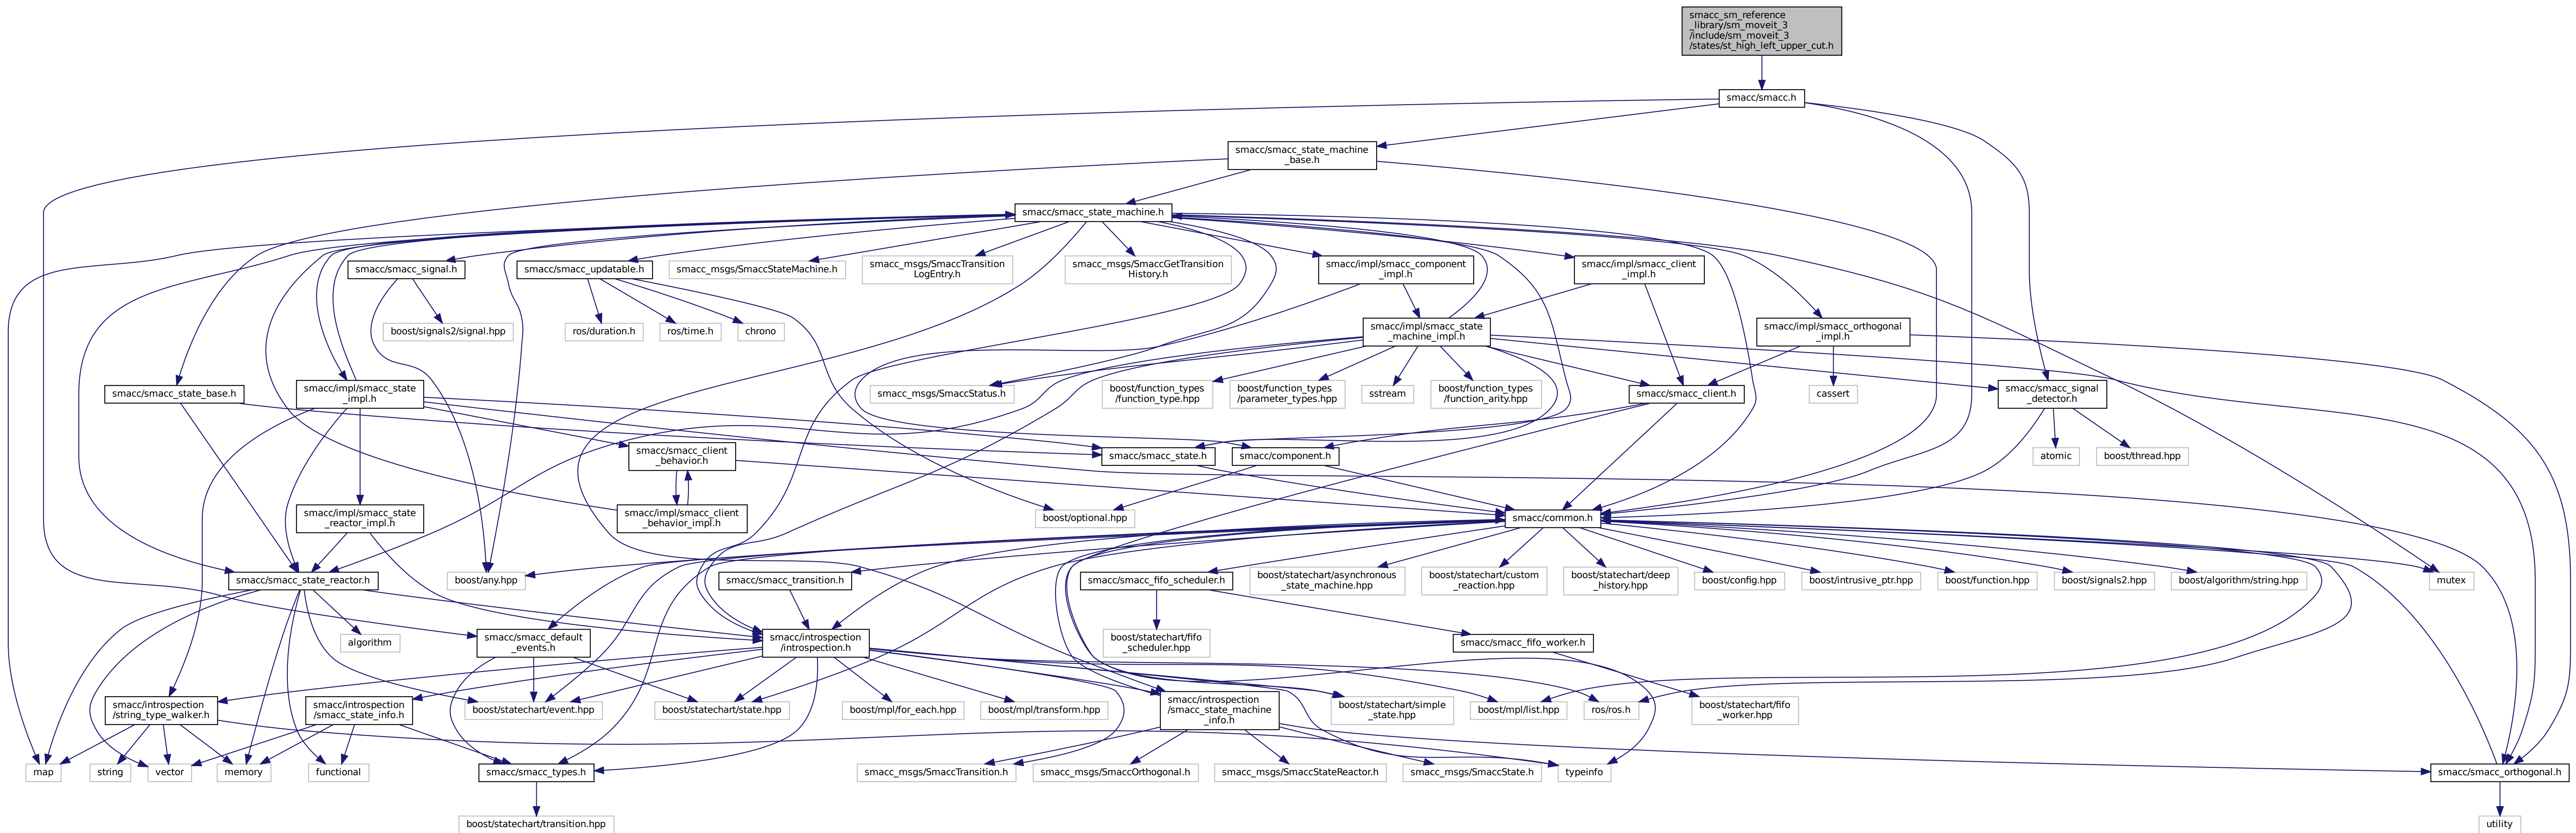 smacc_sm_reference
_library/sm_moveit_3
/include/sm_moveit_3
/states/st_high_left_upper_cut.h
smacc/smacc.h
smacc/smacc_state_machine
_base.h
smacc/smacc_state_machine.h
smacc/smacc_signal.h
smacc/smacc_updatable.h
smacc_msgs/SmaccStateMachine.h
smacc_msgs/SmaccTransition
LogEntry.h
smacc_msgs/SmaccGetTransition
History.h
smacc/impl/smacc_component
_impl.h
smacc/impl/smacc_client
_impl.h
boost/signals2/signal.hpp
ros/duration.h
ros/time.h
chrono
smacc/impl/smacc_state
_machine_impl.h
smacc/impl/smacc_orthogonal
_impl.h
smacc/smacc_state_base.h
smacc/impl/smacc_state
_impl.h
smacc_msgs/SmaccStatus.h
boost/function_types
/function_type.hpp
boost/function_types
/parameter_types.hpp
sstream
boost/function_types
/function_arity.hpp
smacc/smacc_client.h
cassert
smacc/smacc_signal
_detector.h
smacc/smacc_client
_behavior.h
smacc/smacc_state.h
smacc/component.h
atomic
boost/thread.hpp
smacc/impl/smacc_state
_reactor_impl.h
smacc/impl/smacc_client
_behavior_impl.h
boost/optional.hpp
smacc/common.h
smacc/smacc_state_reactor.h
boost/any.hpp
smacc/smacc_transition.h
smacc/smacc_fifo_scheduler.h
boost/statechart/asynchronous
_state_machine.hpp
boost/statechart/custom
_reaction.hpp
boost/statechart/deep
_history.hpp
boost/config.hpp
boost/intrusive_ptr.hpp
boost/function.hpp
boost/signals2.hpp
boost/algorithm/string.hpp
mutex
algorithm
smacc/smacc_default
_events.h
smacc/introspection
/introspection.h
boost/statechart/fifo
_scheduler.hpp
smacc/smacc_fifo_worker.h
smacc/introspection
/string_type_walker.h
smacc/introspection
/smacc_state_info.h
boost/statechart/event.hpp
boost/statechart/state.hpp
boost/mpl/for_each.hpp
boost/mpl/transform.hpp
smacc/introspection
/smacc_state_machine
_info.h
boost/statechart/simple
_state.hpp
boost/mpl/list.hpp
ros/ros.h
boost/statechart/fifo
_worker.hpp
map
string
vector
memory
functional
smacc/smacc_types.h
smacc_msgs/SmaccTransition.h
smacc_msgs/SmaccOrthogonal.h
smacc_msgs/SmaccStateReactor.h
smacc_msgs/SmaccState.h
typeinfo
smacc/smacc_orthogonal.h
boost/statechart/transition.hpp
utility